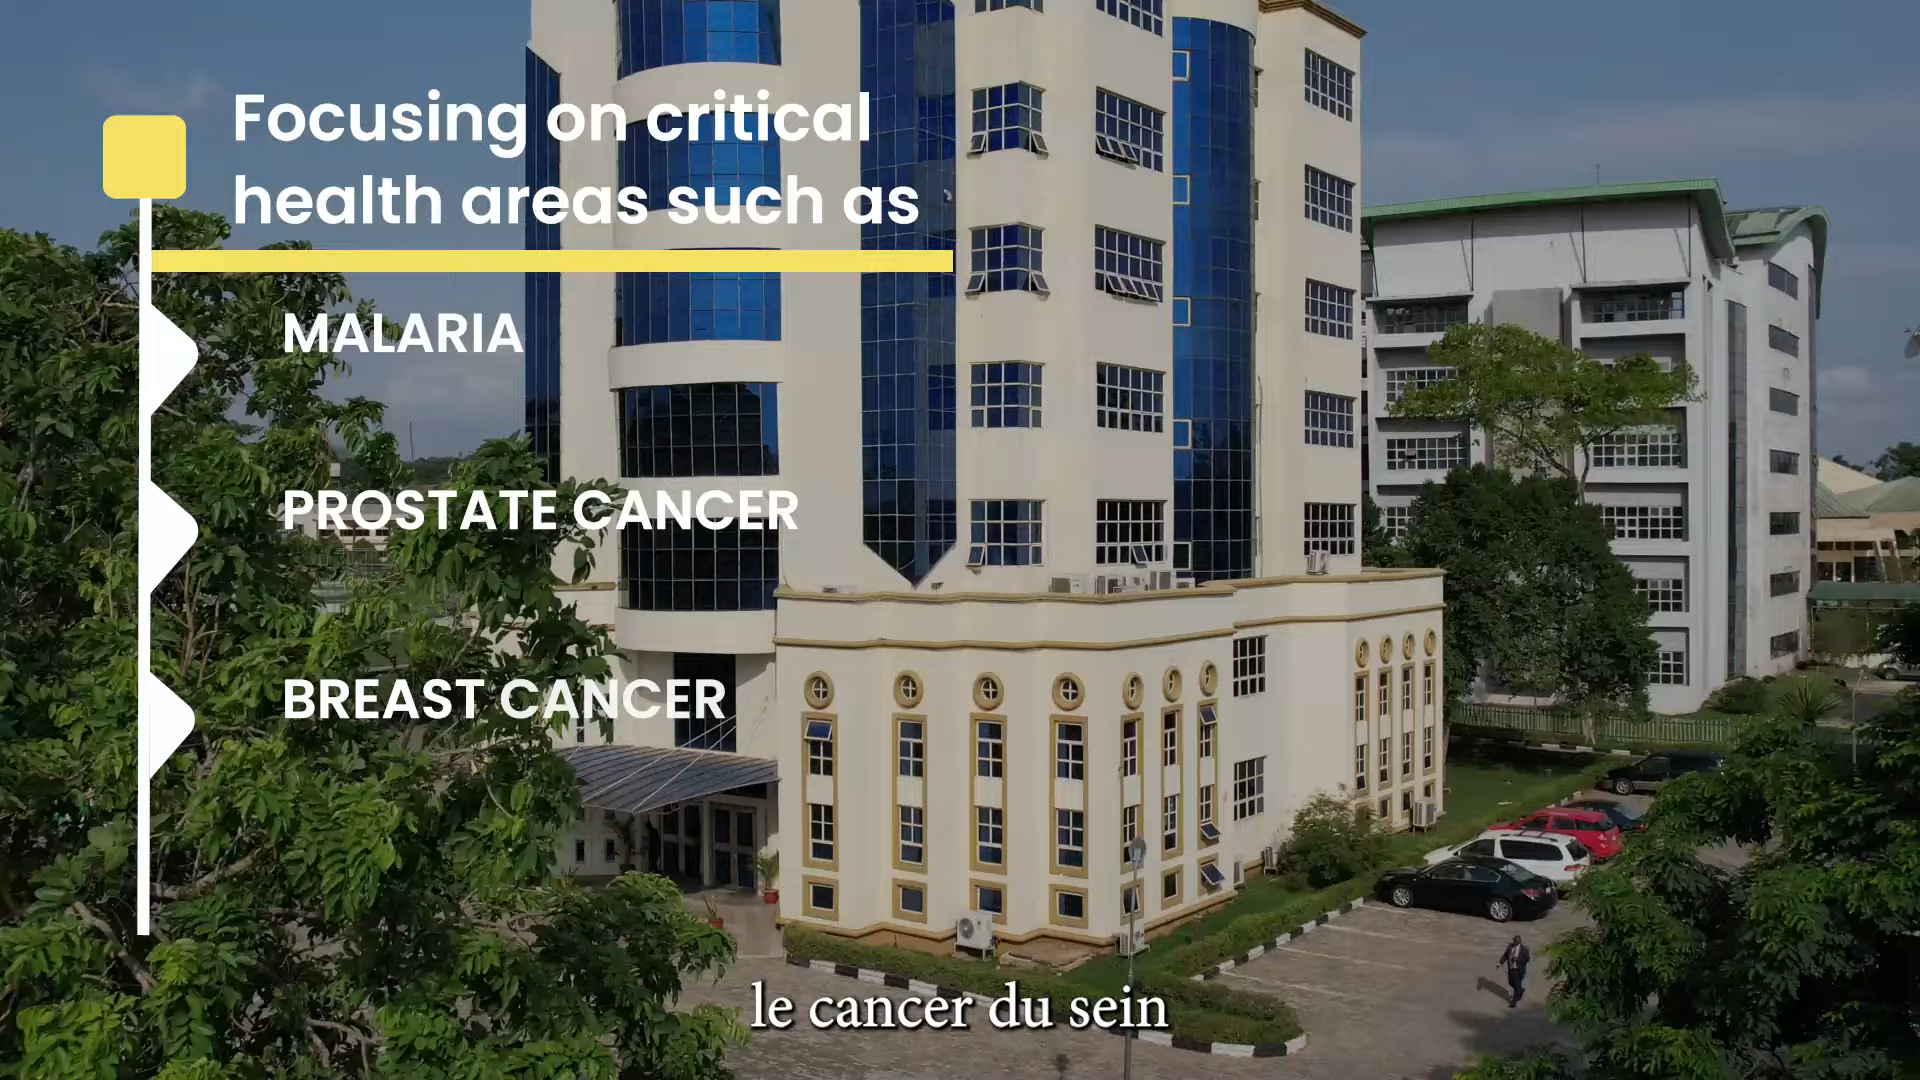 Focusing on critical
health areas such as
MALARIA
PROSTATE CANCER
BREAST CANCER
le cancer du sein